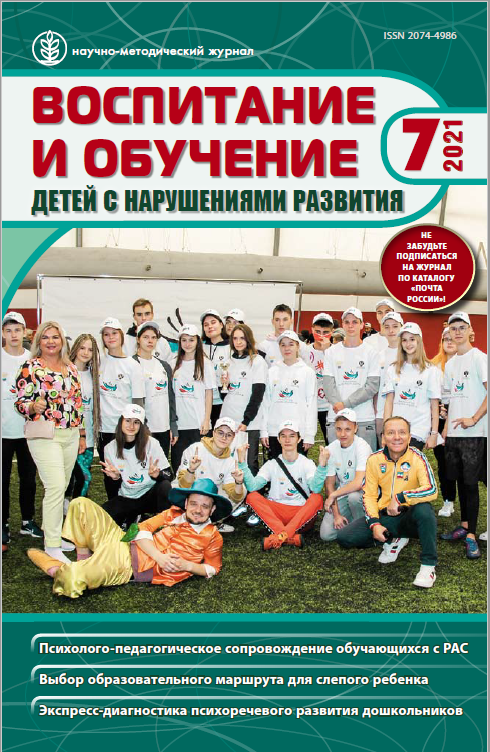 научно-методический журнал
ISSN 2074-4986
ВОСПИТАНИЕ
И ОБУЧЕНИЕ
ДЕТЕЙ С НАРУШЕНИЯМИ РАЗВИТИЯ
7
2021
НЕ
ЗАБУДЬТЕ
ПОДПИСАТЬСЯ
НА ЖУРНАЛ
ПО КАТАЛОГУ
«ПОЧТА
РОССИИ»!
Психолого-педагогическое сопровождение обучающихся с РАС
Выбор образовательного маршрута для слепого ребенка
Экспресс-диагностика психоречевого развития дошкольников